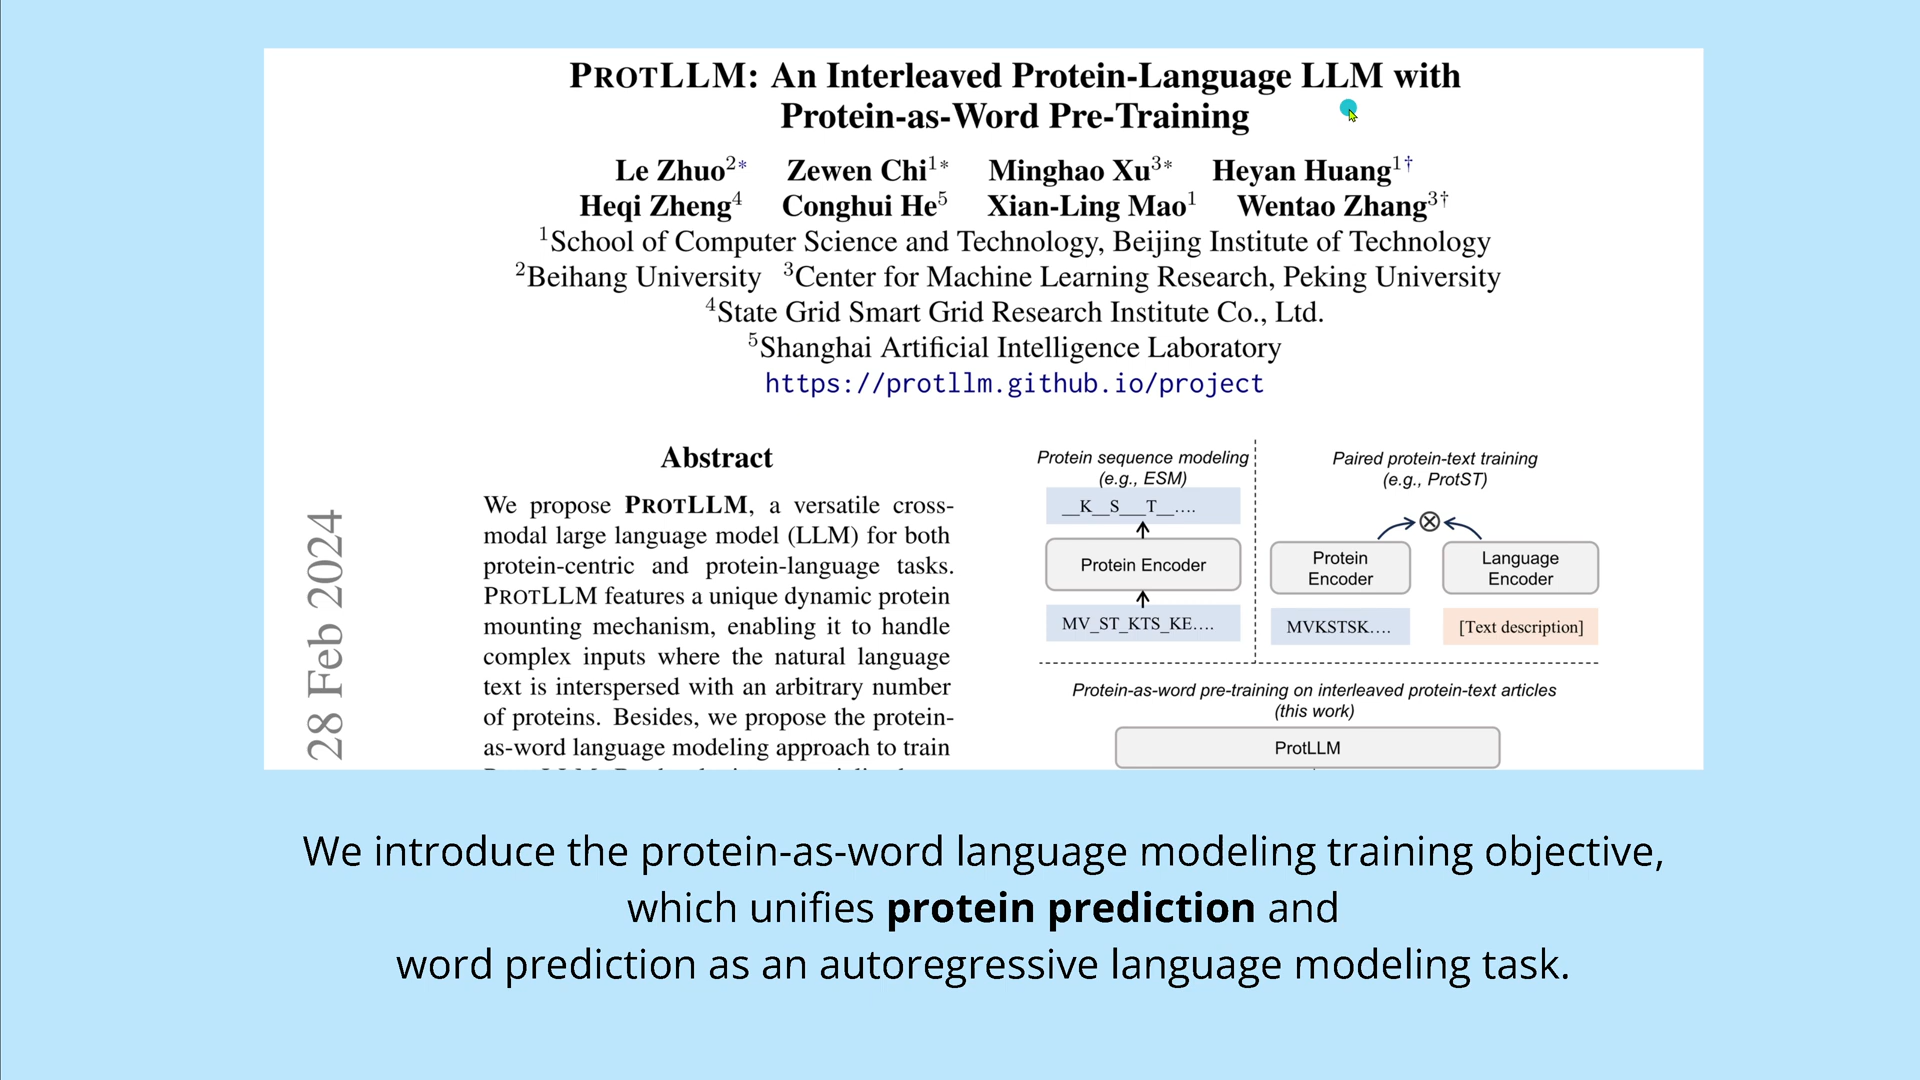 PROTLLM: An Interleaved Protein-Language LLM with
Protein-as-Word Pre-Training
Le Zhuo2* Zewen Chi1* Minghao Xu3* Heyan Huang1†
Heqi Zheng4 Conghui He5 Xian-Ling Mao1 Wentao Zhang3†
1School of Computer Science and Technology, Beijing Institute of Technology
2Beihang University 3Center for Machine Learning Research, Peking University
4State Grid Smart Grid Research Institute Co., Ltd.
5Shanghai Artificial Intelligence Laboratory
https://protllm.github.io/project
28 Feb 2024
Abstract
We propose PROTLLM, a versatile cross-
modal large language model (LLM) for both
protein-centric and protein-language tasks.
PROTLLM features a unique dynamic protein
mounting mechanism, enabling it to handle
complex inputs where the natural language
text is interspersed with an arbitrary number
of proteins. Besides, we propose the protein-
as-word language modeling approach to train
Protein sequence modeling
(e.g., ESM)
__K__S___T__....
Protein Encoder
MV_ST_KTS_KE....
Paired protein-text training
(e.g., ProtST)
Protein
Encoder
Language
Encoder
MVKSTSK....
[Text description]
Protein-as-word pre-training on interleaved protein-text articles
(this work)
ProtLLM
We introduce the protein-as-word language modeling training objective,
which unifies protein prediction and
word prediction as an autoregressive language modeling task.